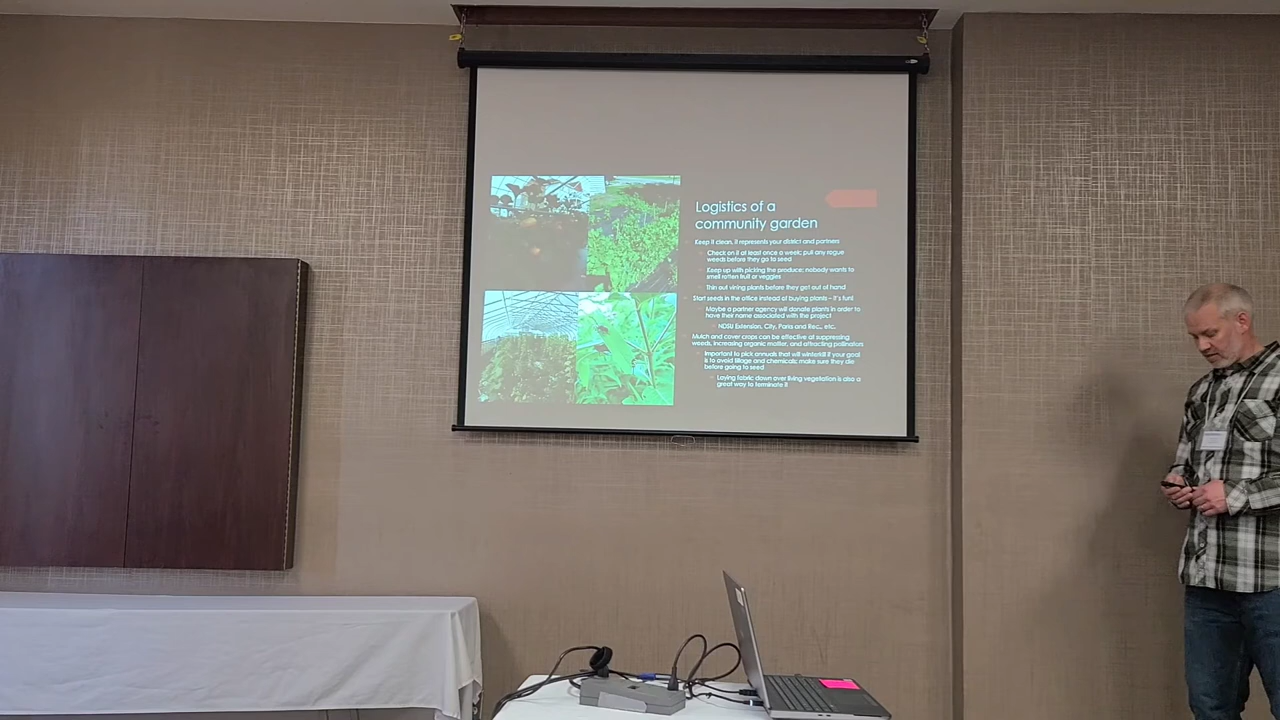 Logistics of a
community garden
Keep it clean, it represents your district and partners
Check on it at least once a week; pull any rogue
weeds before they go to seed
Keep up with picking the produce; nobody wants to
smell rotten fruit or veggies
Thin out vining plants before they get out of hand
Start seeds in the office instead of buying plants – it's fun!
Maybe a partner agency will donate plants in order to
have their name associated with the project
NDSU Extension, City, Parks and Rec., etc.
Mulch and cover crops can be effective at suppressing
weeds, increasing organic matter, and attracting pollinators
Important to pick annuals that will winterkill if your goal
is to avoid tillage and chemicals; make sure they die
before going to seed
Laying fabric down over living vegetation is also a
great way to terminate it